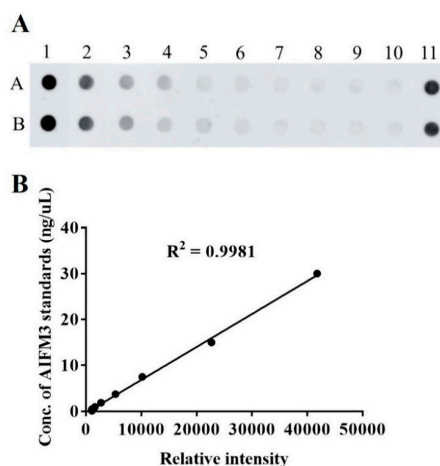 A
1 2 3 4 5 6 7 8 9 10 11
A
B
B
Conc. of AIFM3 standards (ng/uL)
40
30
20
10
0
R² = 0.9981
0 10000 20000 30000 40000 50000
Relative intensity